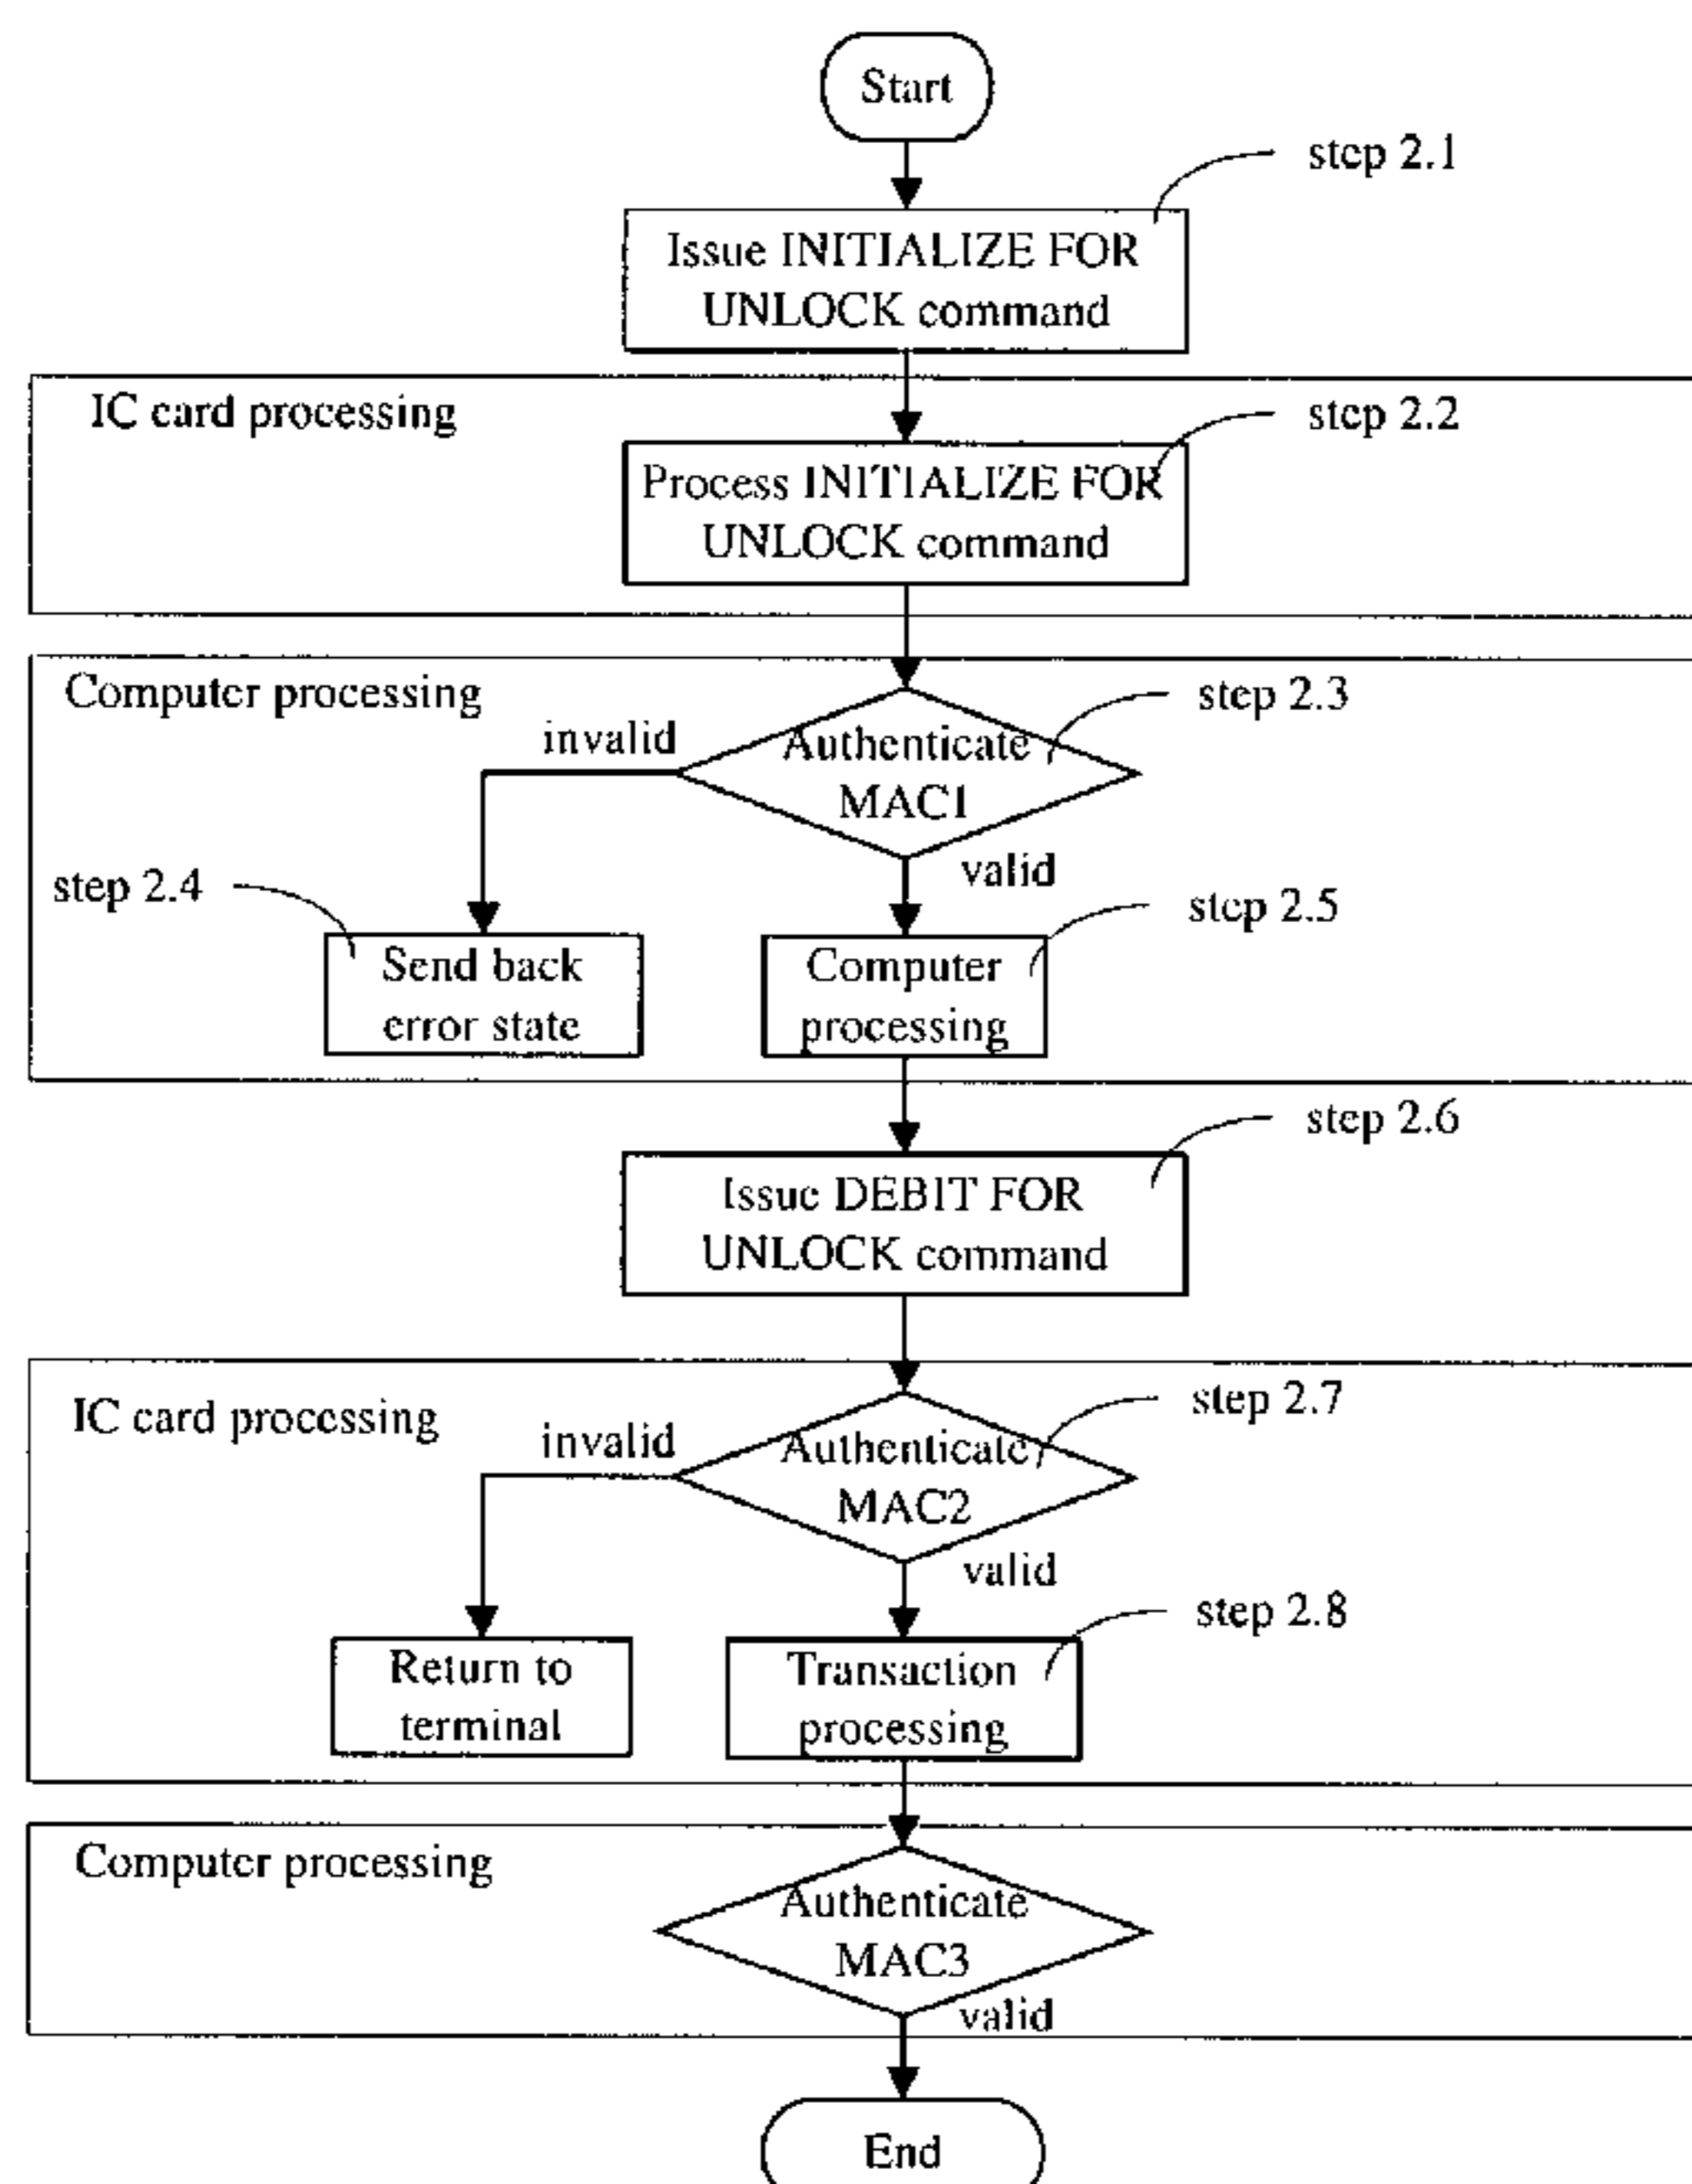 Start
step 2.1
Issue INITIALIZE FOR
UNLOCK command
IC card processing
step 2.2
Process INITIALIZE FOR
UNLOCK command
Computer processing
step 2.3
invalid
Authenticate
MAC1
valid
step 2.4
step 2.5
Send back
error state
Computer
processing
step 2.6
Issue DEBIT FOR
UNLOCK command
IC card processing
step 2.7
invalid
Authenticate
MAC2
valid
step 2.8
Return to
terminal
Transaction
processing
Computer processing
Authenticate
MAC3
valid
End